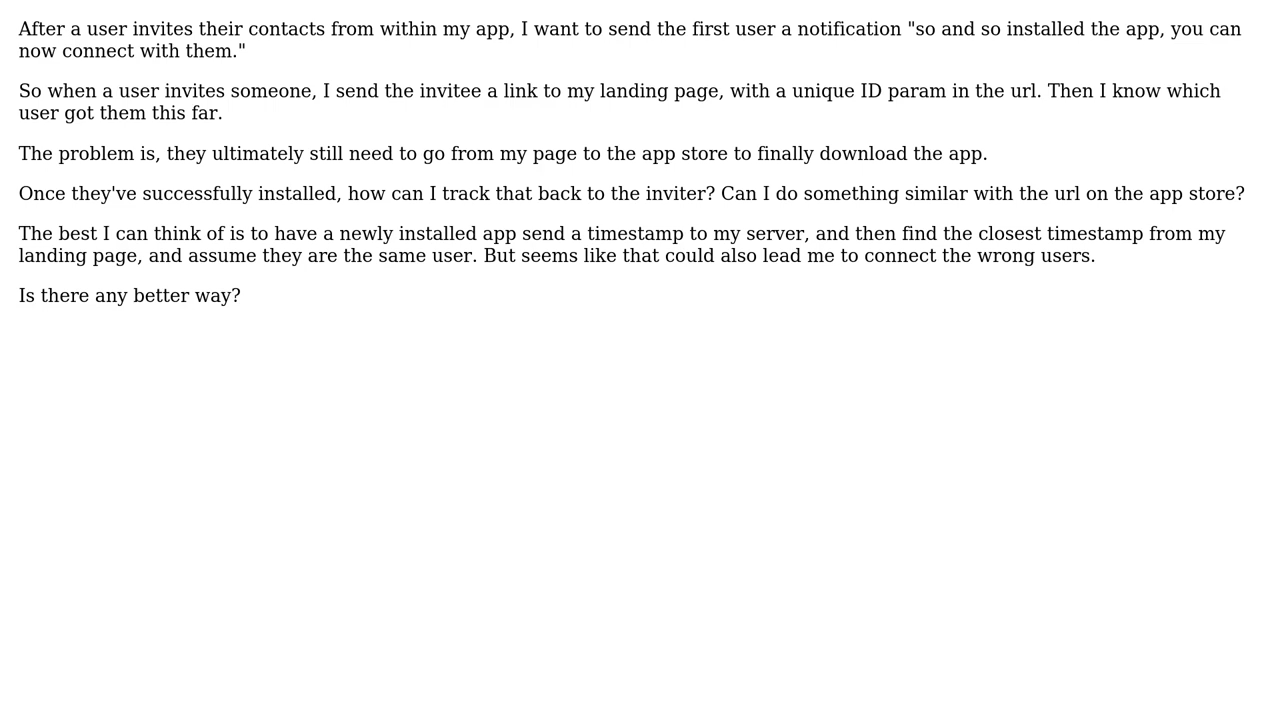 After a user invites their contacts from within my app, I want to send the first user a notification "so and so installed the app, you can
now connect with them."
So when a user invites someone, I send the invitee a link to my landing page, with a unique ID param in the url. Then I know which
user got them this far.
The problem is, they ultimately still need to go from my page to the app store to finally download the app.
Once they've successfully installed, how can I track that back to the inviter? Can I do something similar with the url on the app store?
The best I can think of is to have a newly installed app send a timestamp to my server, and then find the closest timestamp from my
landing page, and assume they are the same user. But seems like that could also lead me to connect the wrong users.
Is there any better way?